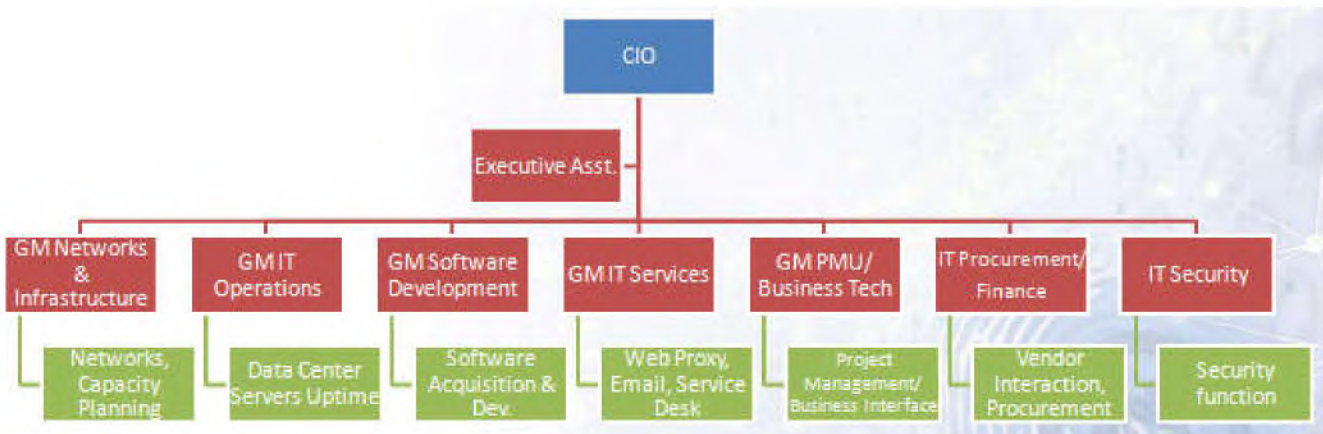 CIO
Executive Asst.
GM Networks
&
Infrastructure
GM IT
Operations
GM Software
Development
GM IT Services
GM PMU/
Business Tech
IT Procurement/
Finance
IT Security
Networks,
Capacity
Planning
Data Center
Servers Uptime
Software
Acquisition &
Dev.
Web Proxy,
Email, Service
Desk
Project
Management/
Business Interface
Vendor
Interaction,
Procurement
Security
function